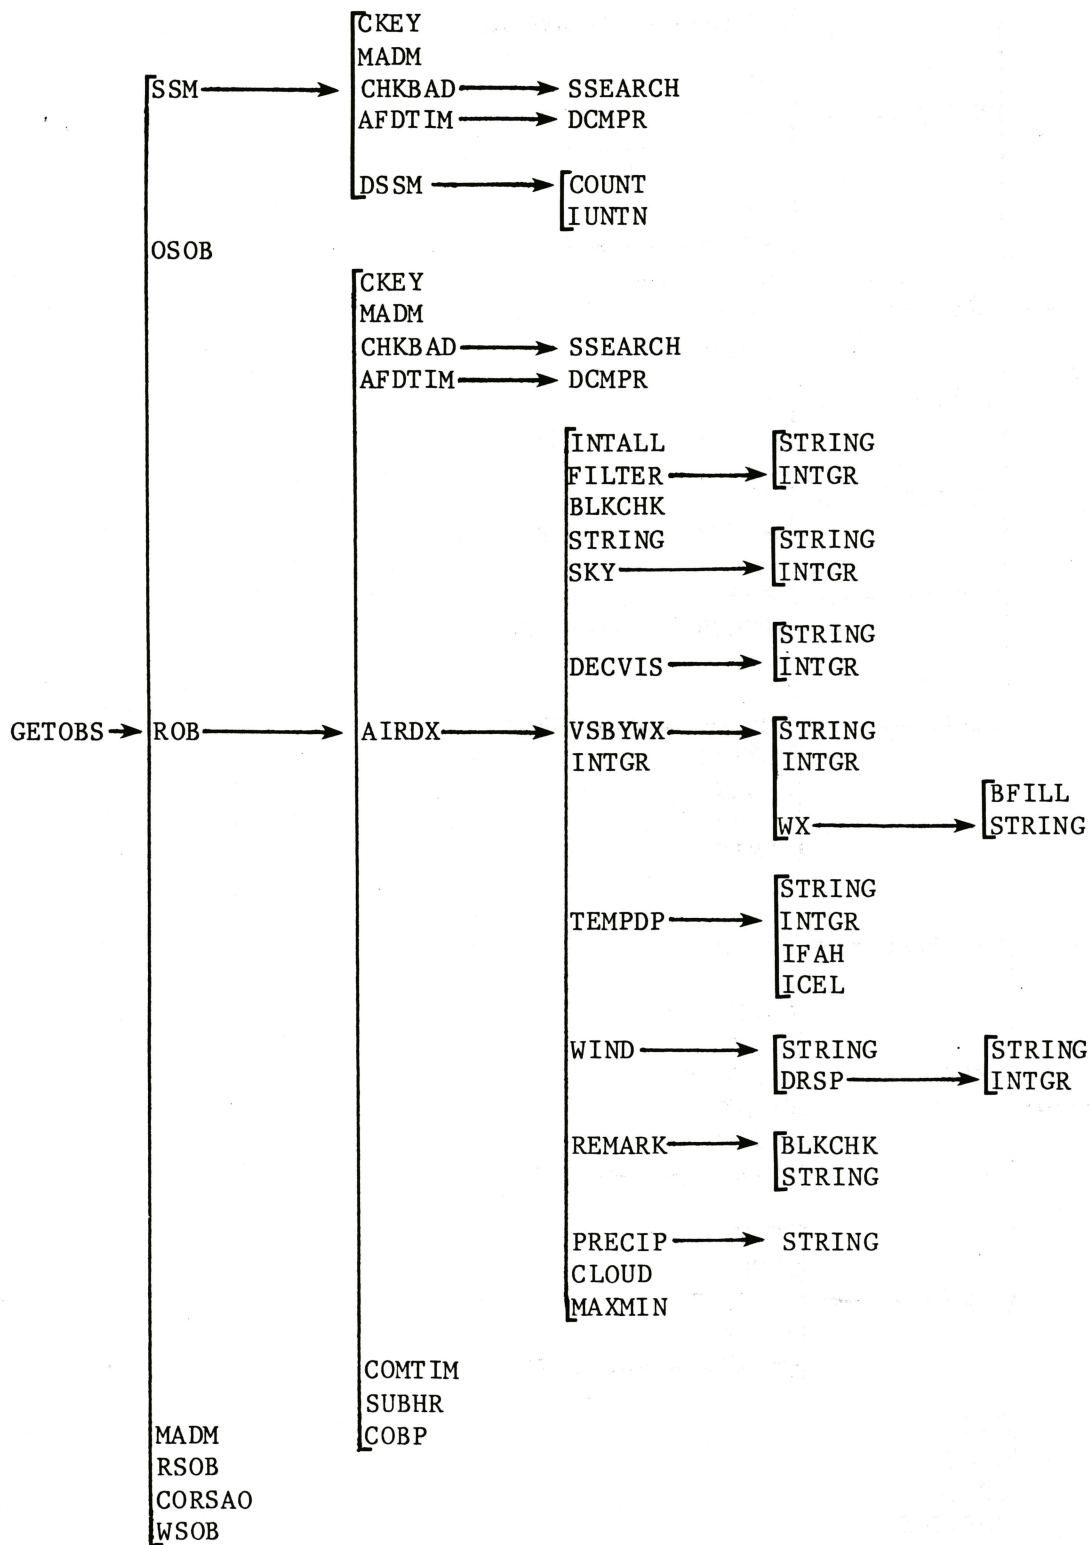 CKEY
MADM
SSM CHKBAD SSEARCH
AFDTIM DCMPR
DSSM COUNT
IUNTN
OSOB
CKEY
MADM
CHKBAD SSEARCH
AFDTIM DCMPR
INTALL STRING
FILTER INTGR
BLKCHK
STRING STRING
SKY INTGR
STRING
DECVIS INTGR
GETOBS ROB AIRDX VSBYWX STRING
INTGR INTGR
BFILL
WX STRING
STRING
TEMPDP INTGR
IFAH
ICEL
WIND STRING STRING
DRSP INTGR
REMARK BLKCHK
STRING
PRECIP STRING
CLOUD
MAXMIN
COMTIM
SUBHR
MADM COBP
RSOB
CORSAO
WSOB